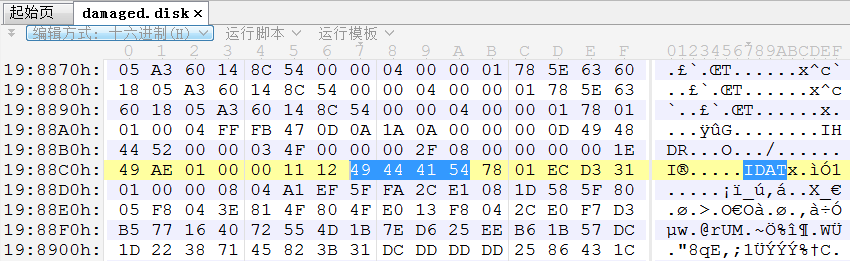 起始页 damaged.disk ×
编辑方式: 十六进制(H) 运行脚本 运行模板
0 1 2 3 4 5 6 7 8 9 A B C D E F 0123456789ABCDEF
19:8870h: 05 A3 60 14 8C 54 00 00 04 00 00 01 78 5E 63 60 .£`.ŒT......x^c`
19:8880h: 18 05 A3 60 14 8C 54 00 00 04 00 00 01 78 5E 63 ..£`.ŒT......x^c
19:8890h: 60 18 05 A3 60 14 8C 54 00 00 04 00 00 01 78 01 `..£`.ŒT......x.
19:88A0h: 01 00 04 FF FB 47 0D 0A 1A 0A 00 00 00 0D 49 48 ...ÿûG........IH
19:88B0h: 44 52 00 00 03 4F 00 00 00 2F 08 00 00 00 00 1E DR...O.../......
19:88C0h: 49 AE 01 00 00 11 12 49 44 41 54 78 01 EC D3 31 I®.....IDATx.ìÓ1
19:88D0h: 01 00 00 08 04 A1 EF 5F FA 2C E1 08 1D 58 5F 80 .....¡ï_ú,á..X_€
19:88E0h: 05 F8 04 3E 81 4F 80 4F E0 13 F8 04 2C E0 F7 D3 .ø.>.O€Oà.ø.,à÷Ó
19:88F0h: B5 77 16 40 72 55 4D 1B 7E D6 25 EE B6 1B 57 DC µw.@rUM.~Ö%î¶.WÜ
19:8900h: 1D 22 38 71 45 82 3B 31 DC DD DD DD 25 86 43 1C ."8qE‚;1ÜÝÝÝ%†C.